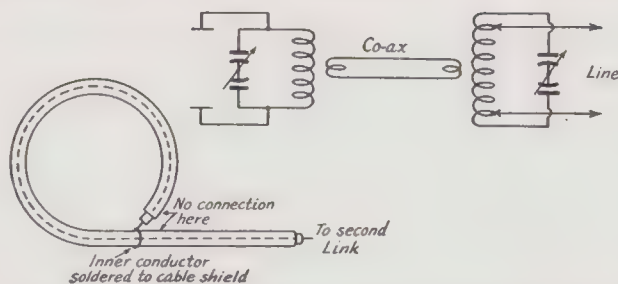 Co-ax
Line
No connection
here
To second
Link
Inner conductor
soldered to cable shield